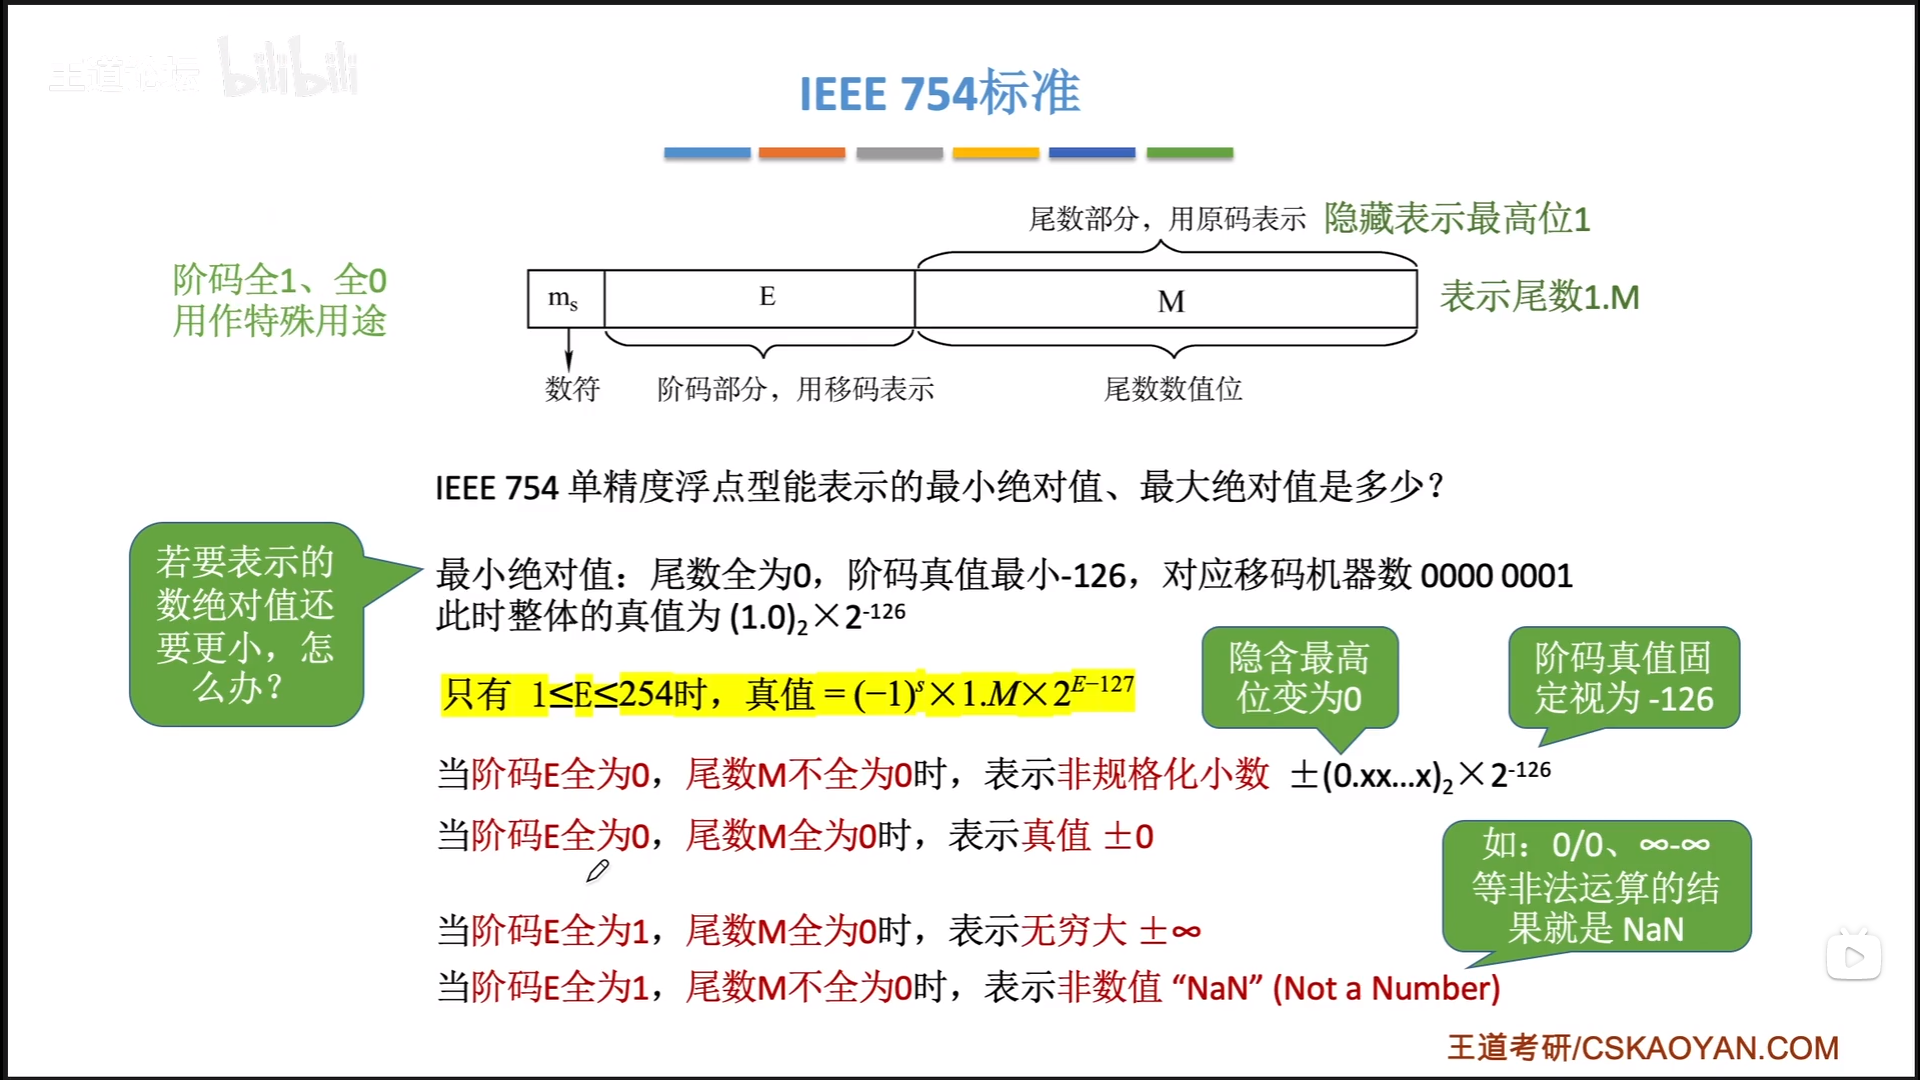 王道论坛 bilibili
IEEE 754标准
尾数部分，用原码表示 隐藏表示最高位1
阶码全1、全0
用作特殊用途
mₛ E M
表示尾数1.M
数符 阶码部分，用移码表示 尾数数值位
IEEE 754 单精度浮点型能表示的最小绝对值、最大绝对值是多少？
若要表示的
数绝对值还
要更小，怎
么办？
最小绝对值：尾数全为0，阶码真值最小-126，对应移码机器数 0000 0001
此时整体的真值为 (1.0)₂×2⁻¹²⁶
隐含最高
位变为0
阶码真值固
定视为 -126
只有 1≤E≤254时，真值 = (−1)ˢ×1.M×2ᴱ⁻¹²⁷
当阶码E全为0，尾数M不全为0时，表示非规格化小数 ±(0.xx...x)₂×2⁻¹²⁶
当阶码E全为0，尾数M全为0时，表示真值 ±0
如：0/0、∞-∞
等非法运算的结
果就是 NaN
当阶码E全为1，尾数M全为0时，表示无穷大 ±∞
当阶码E全为1，尾数M不全为0时，表示非数值 “NaN” (Not a Number)
王道考研/CSKAOYAN.COM